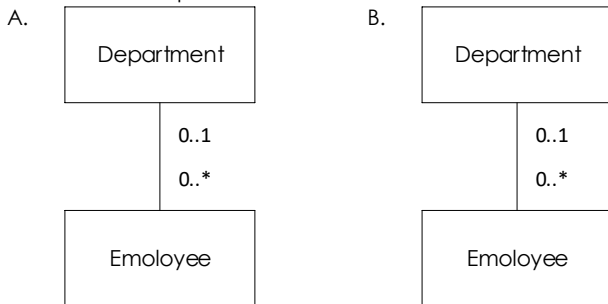 A. B.
Department Department
0..1 0..1
0..* 0..*
Emoloyee Emoloyee